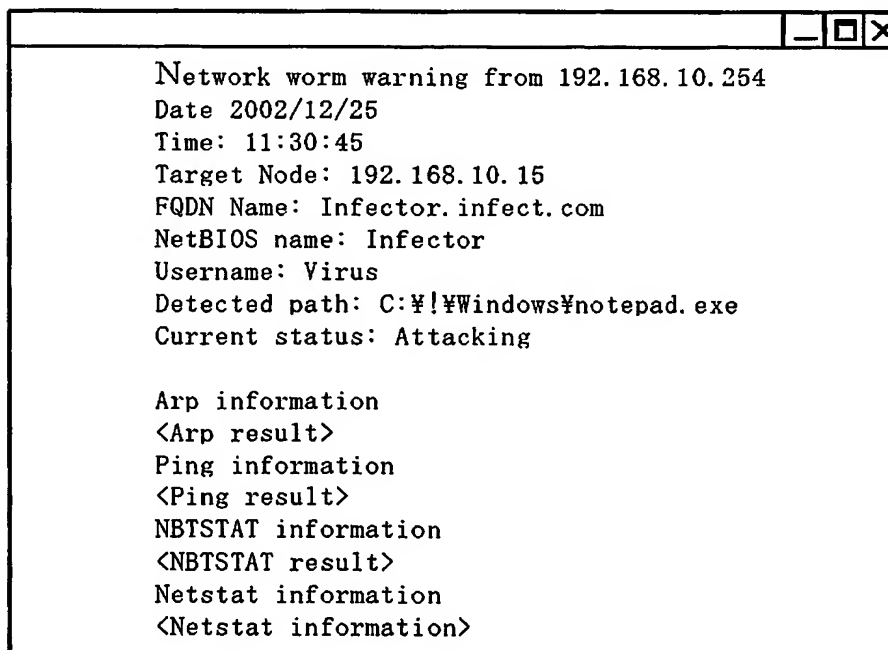 Network worm warning from 192.168.10.254
Date 2002/12/25
Time: 11:30:45
Target Node: 192.168.10.15
FQDN Name: Infector.infect.com
NetBIOS name: Infector
Username: Virus
Detected path: C:¥!¥Windows¥notepad.exe
Current status: Attacking
Arp information
<Arp result>
Ping information
<Ping result>
NBTSTAT information
<NBTSTAT result>
Netstat information
<Netstat information>